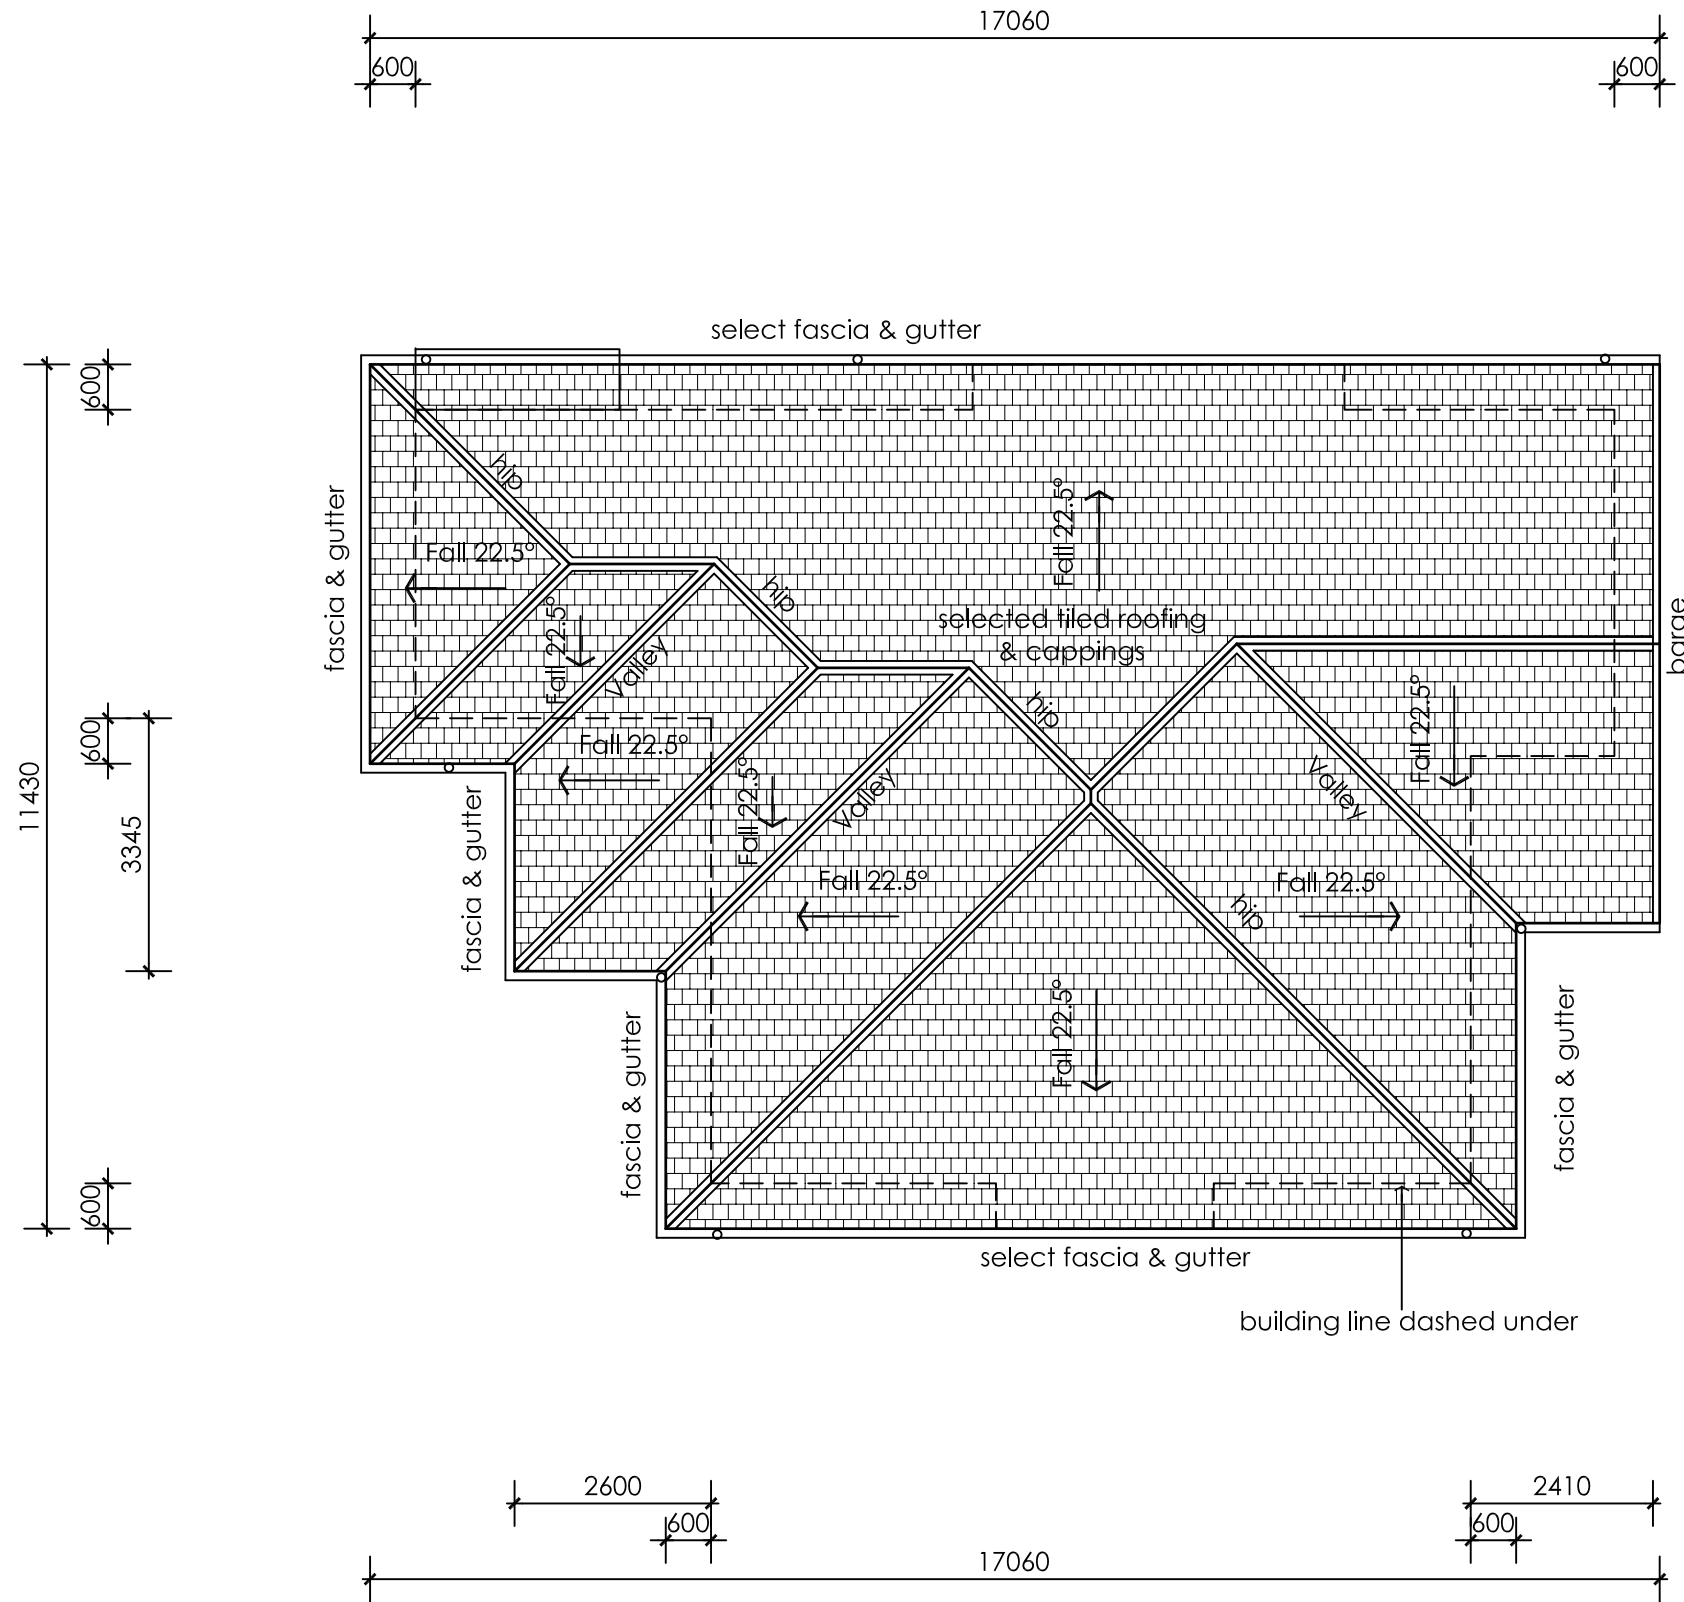 17060
600
600
select fascia & gutter
600
hip
fascia & gutter
Fall 22.5°
Fall 22.5°
hip
Fall 22.5°
selected tiled roofing
& cappings
barge
Valley
hip
Fall 22.5°
600
Fall 22.5°
11430
3345
Fall 22.5°
Valley
Valley
fascia & gutter
Fall 22.5°
Fall 22.5°
hip
fascia & gutter
Fall 22.5°
fascia & gutter
600
select fascia & gutter
building line dashed under
2600
2410
600
600
17060